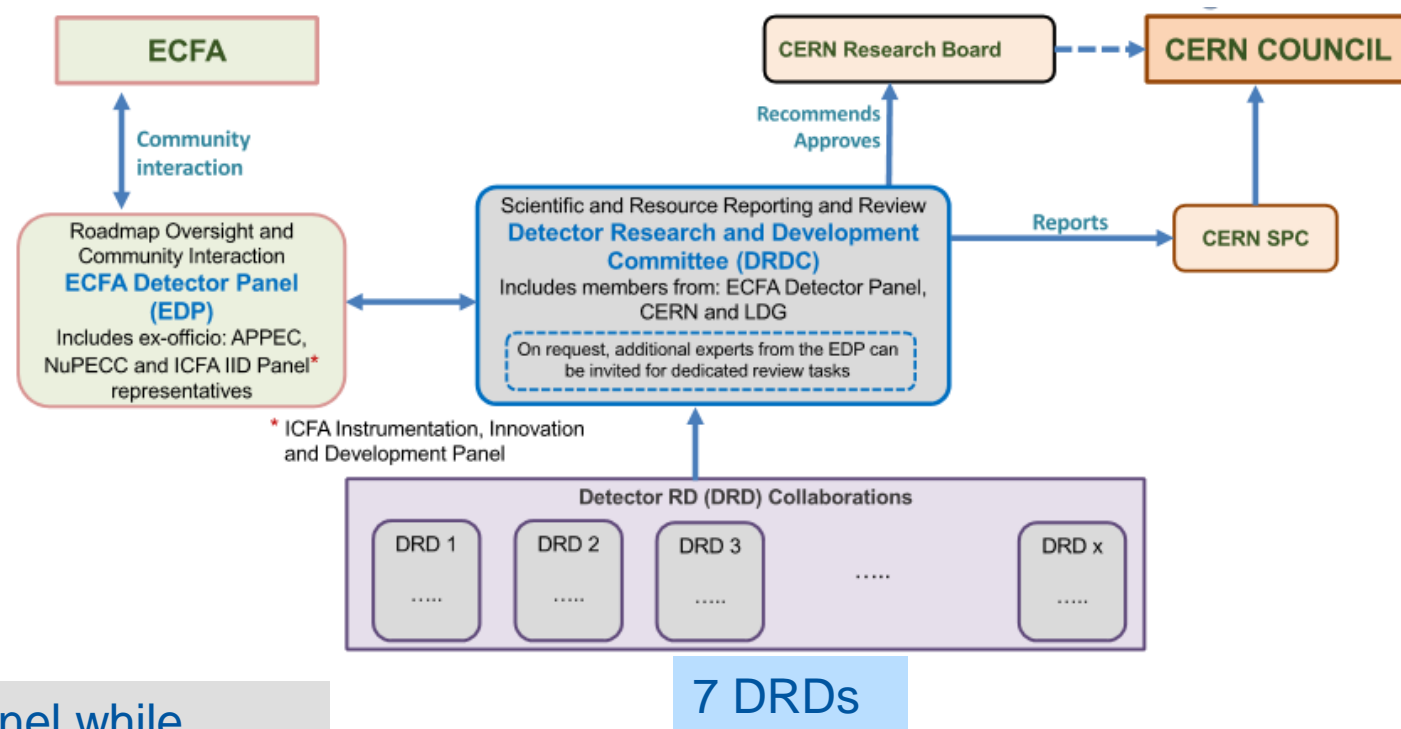 ECFA
CERN Research Board
CERN COUNCIL
Community
interaction
Recommends
Approves
Roadmap Oversight and
Community Interaction
ECFA Detector Panel
(EDP)
Includes ex-officio: APPEC,
NuPECC and ICFA IID Panel*
representatives
Scientific and Resource Reporting and Review
Detector Research and Development
Committee (DRDC)
Includes members from: ECFA Detector Panel,
CERN and LDG
On request, additional experts from the EDP can
be invited for dedicated review tasks
Reports
CERN SPC
* ICFA Instrumentation, Innovation
and Development Panel
Detector RD (DRD) Collaborations
DRD 1
.....
DRD 2
.....
DRD 3
.....
.....
DRD x
.....
7 DRDs
while